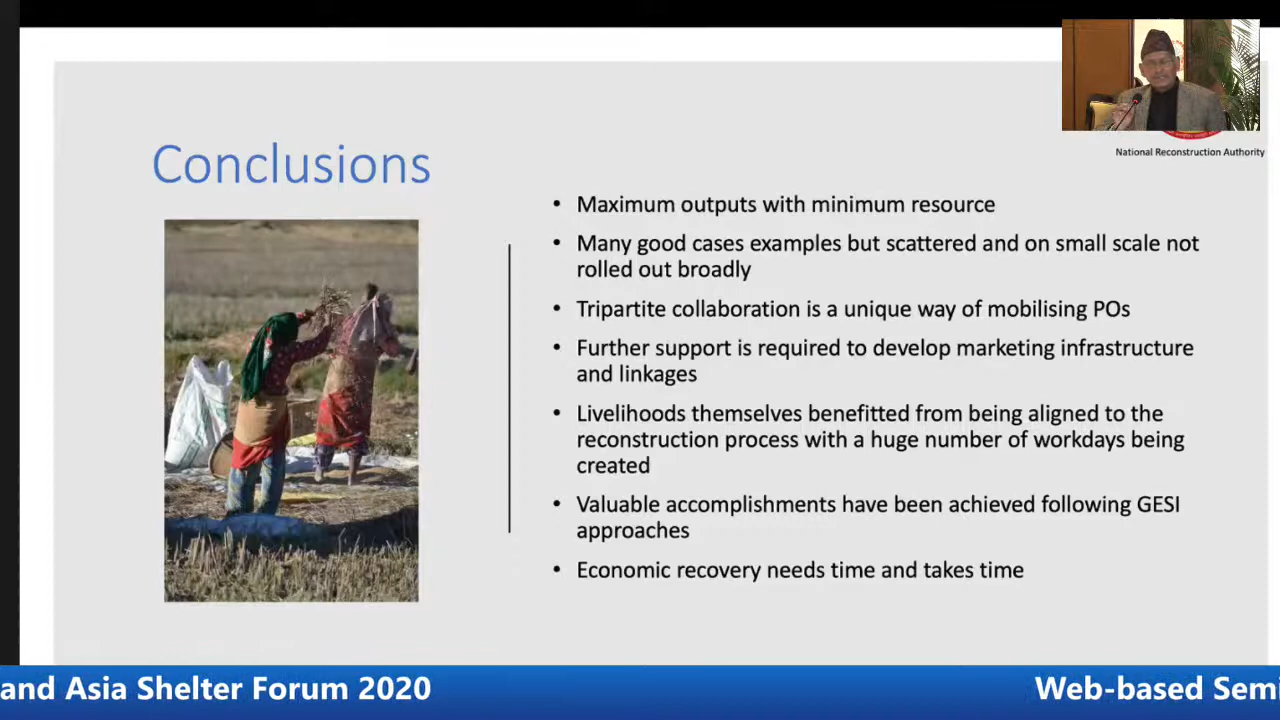 National Reconstruction Authority
Conclusions
• Maximum outputs with minimum resource
• Many good cases examples but scattered and on small scale not
rolled out broadly
• Tripartite collaboration is a unique way of mobilising POs
• Further support is required to develop marketing infrastructure
and linkages
• Livelihoods themselves benefitted from being aligned to the
reconstruction process with a huge number of workdays being
created
• Valuable accomplishments have been achieved following GESI
approaches
• Economic recovery needs time and takes time
and Asia Shelter Forum 2020
Web-based Semi